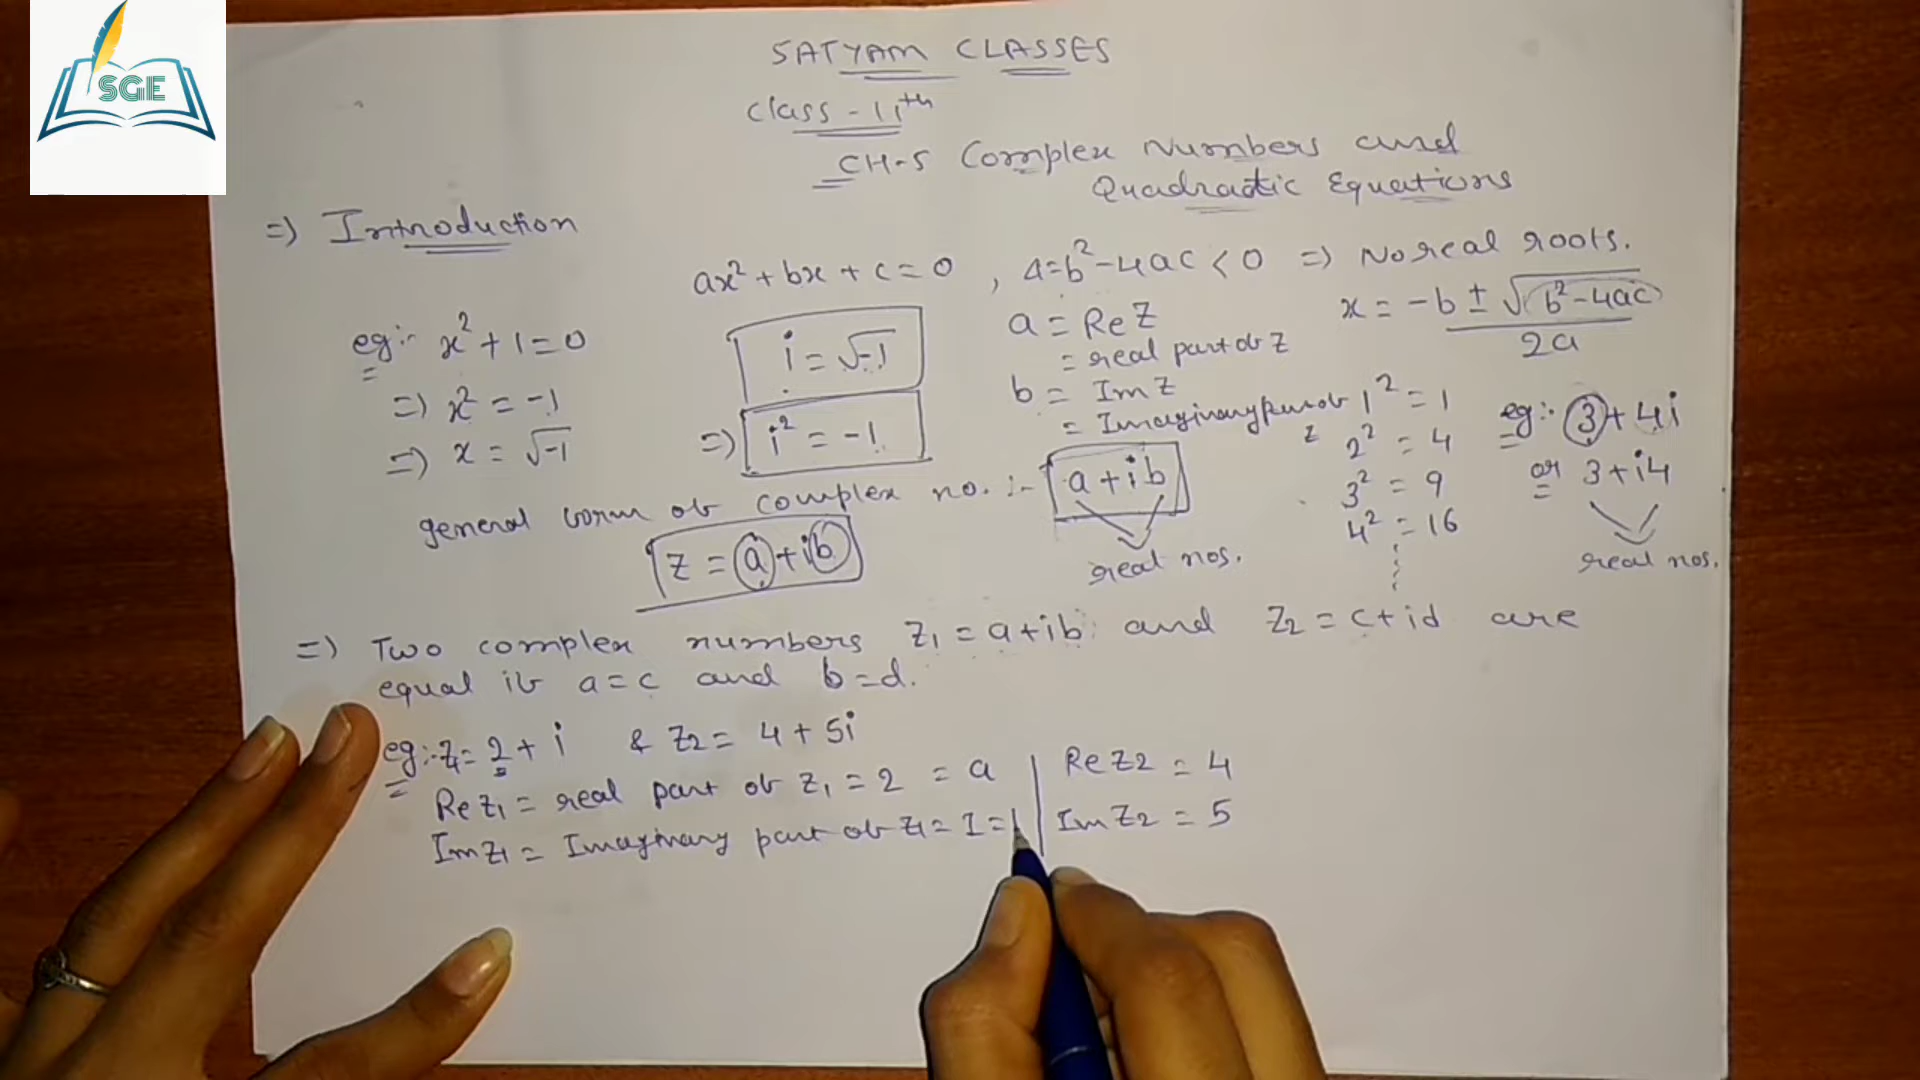 SGE
SATYAM CLASSES
Class - 11th
CH-5 Complex Numbers and
Quadratic Equations
=> Introduction
ax² + bx + c = 0 , Δ = b² - 4ac < 0 => No real roots.
eg:- x² + 1 = 0
=> x² = -1
=> x = √-1
i = √-1
=> i² = -1
a = Re Z
= real part of Z
b = Im Z
= Imaginary part of
Z
x = -b ± √b² - 4ac
2a
1² = 1
2² = 4
3² = 9
4² = 16
eg:- 3 + 4i
or 3 + i4
real nos.
general form of complex no. :- a + ib
real nos.
z = a + ib
=> Two complex numbers Z1 = a + ib and Z2 = c + id are
equal if a = c and b = d.
eg:- Z1 = 2 + i & Z2 = 4 + 5i
Re Z1 = real part of Z1 = 2 = a
Im Z1 = Imaginary part of Z1 = 1 =
Re Z2 = 4
Im Z2 = 5